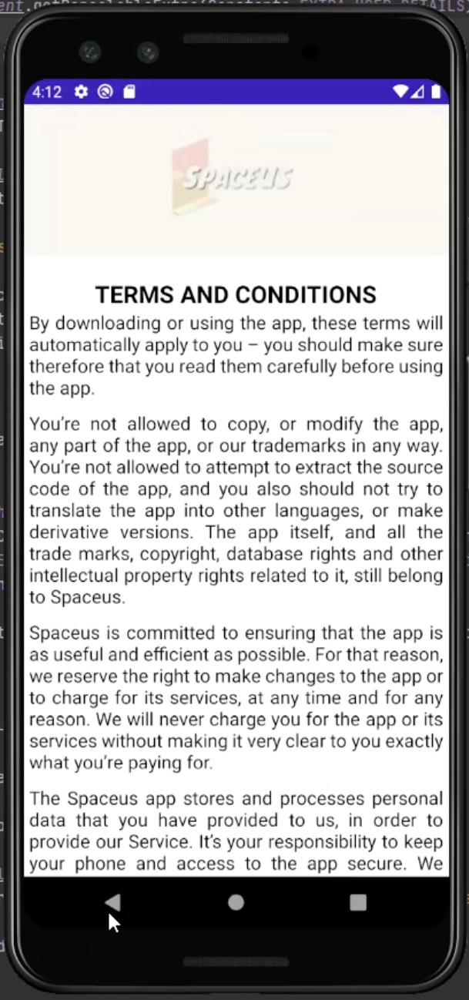 4:12
SPACEUS
TERMS AND CONDITIONS
By downloading or using the app, these terms will
automatically apply to you – you should make sure
therefore that you read them carefully before using
the app.
You're not allowed to copy, or modify the app,
any part of the app, or our trademarks in any way.
You're not allowed to attempt to extract the source
code of the app, and you also should not try to
translate the app into other languages, or make
derivative versions. The app itself, and all the
trade marks, copyright, database rights and other
intellectual property rights related to it, still belong
to Spaceus.
Spaceus is committed to ensuring that the app is
as useful and efficient as possible. For that reason,
we reserve the right to make changes to the app or
to charge for its services, at any time and for any
reason. We will never charge you for the app or its
services without making it very clear to you exactly
what you're paying for.
The Spaceus app stores and processes personal
data that you have provided to us, in order to
provide our Service. It's your responsibility to keep
your phone and access to the app secure. We